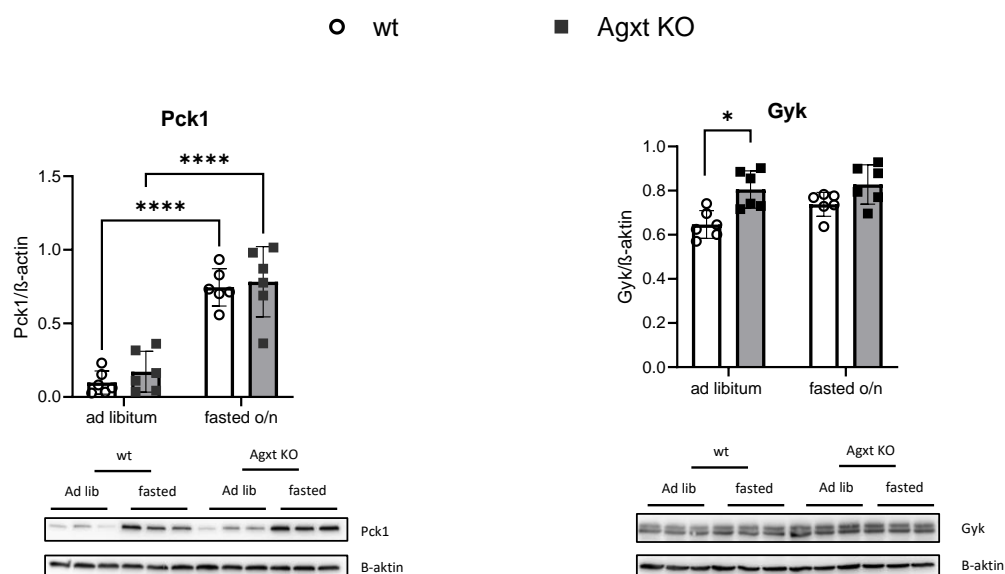 wt Agxt KO
Pck1
****
****
Pck1/ß-actin
1.5
1.0
0.5
0.0
ad libitum fasted o/n
wt Agxt KO
Ad lib fasted Ad lib fasted
Pck1
B-aktin
Gyk
*
Gyk/ß-aktin
1.0
0.8
0.6
0.4
0.2
0.0
ad libitum fasted o/n
wt Agxt KO
Ad lib fasted Ad lib fasted
Gyk
B-aktin